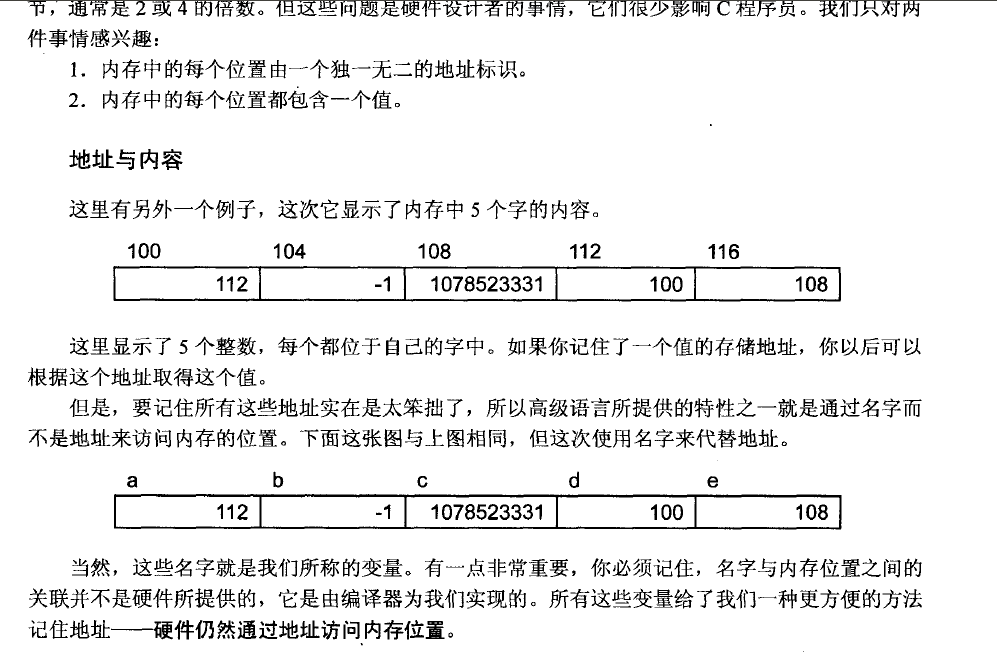 节，通常是 2 或 4 的倍数。但这些问题是硬件设计者的事情，它们很少影响 C 程序员。我们只对两
件事情感兴趣：
1．内存中的每个位置由一个独一无二的地址标识。
2．内存中的每个位置都包含一个值。
地址与内容
这里有另外一个例子，这次它显示了内存中 5 个字的内容。
100 104 108 112 116
112 -1 1078523331 100 108
这里显示了 5 个整数，每个都位于自己的字中。如果你记住了一个值的存储地址，你以后可以
根据这个地址取得这个值。
但是，要记住所有这些地址实在是太笨拙了，所以高级语言所提供的特性之一就是通过名字而
不是地址来访问内存的位置。下面这张图与上图相同，但这次使用名字来代替地址。
a b c d e
112 -1 1078523331 100 108
当然，这些名字就是我们所称的变量。有一点非常重要，你必须记住，名字与内存位置之间的
关联并不是硬件所提供的，它是由编译器为我们实现的。所有这些变量给了我们一种更方便的方法
记住地址——硬件仍然通过地址访问内存位置。